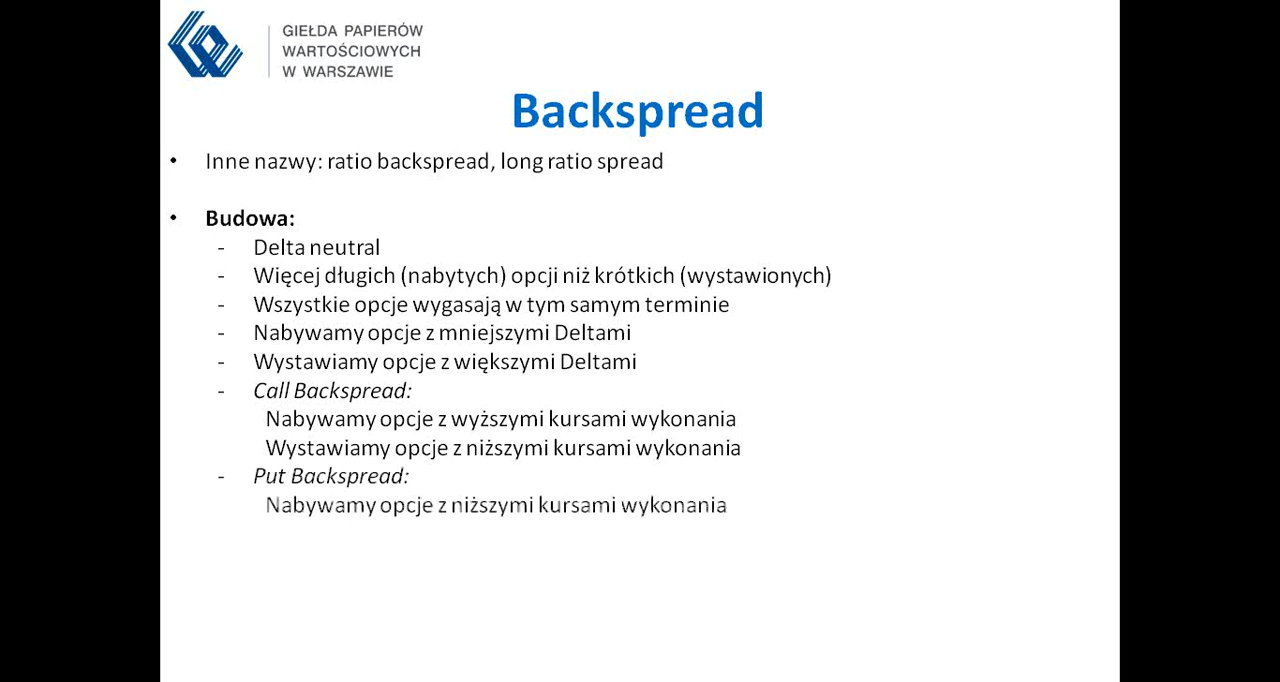 GIEŁDA PAPIERÓW
WARTOŚCIOWYCH
W WARSZAWIE
Backspread
• Inne nazwy: ratio backspread, long ratio spread
• Budowa:
- Delta neutral
- Więcej długich (nabytych) opcji niż krótkich (wystawionych)
- Wszystkie opcje wygasają w tym samym terminie
- Nabywamy opcje z mniejszymi Deltami
- Wystawiamy opcje z większymi Deltami
- Call Backspread:
Nabywamy opcje z wyższymi kursami wykonania
Wystawiamy opcje z niższymi kursami wykonania
- Put Backspread:
Nabywamy opcje z niższymi kursami wykonania